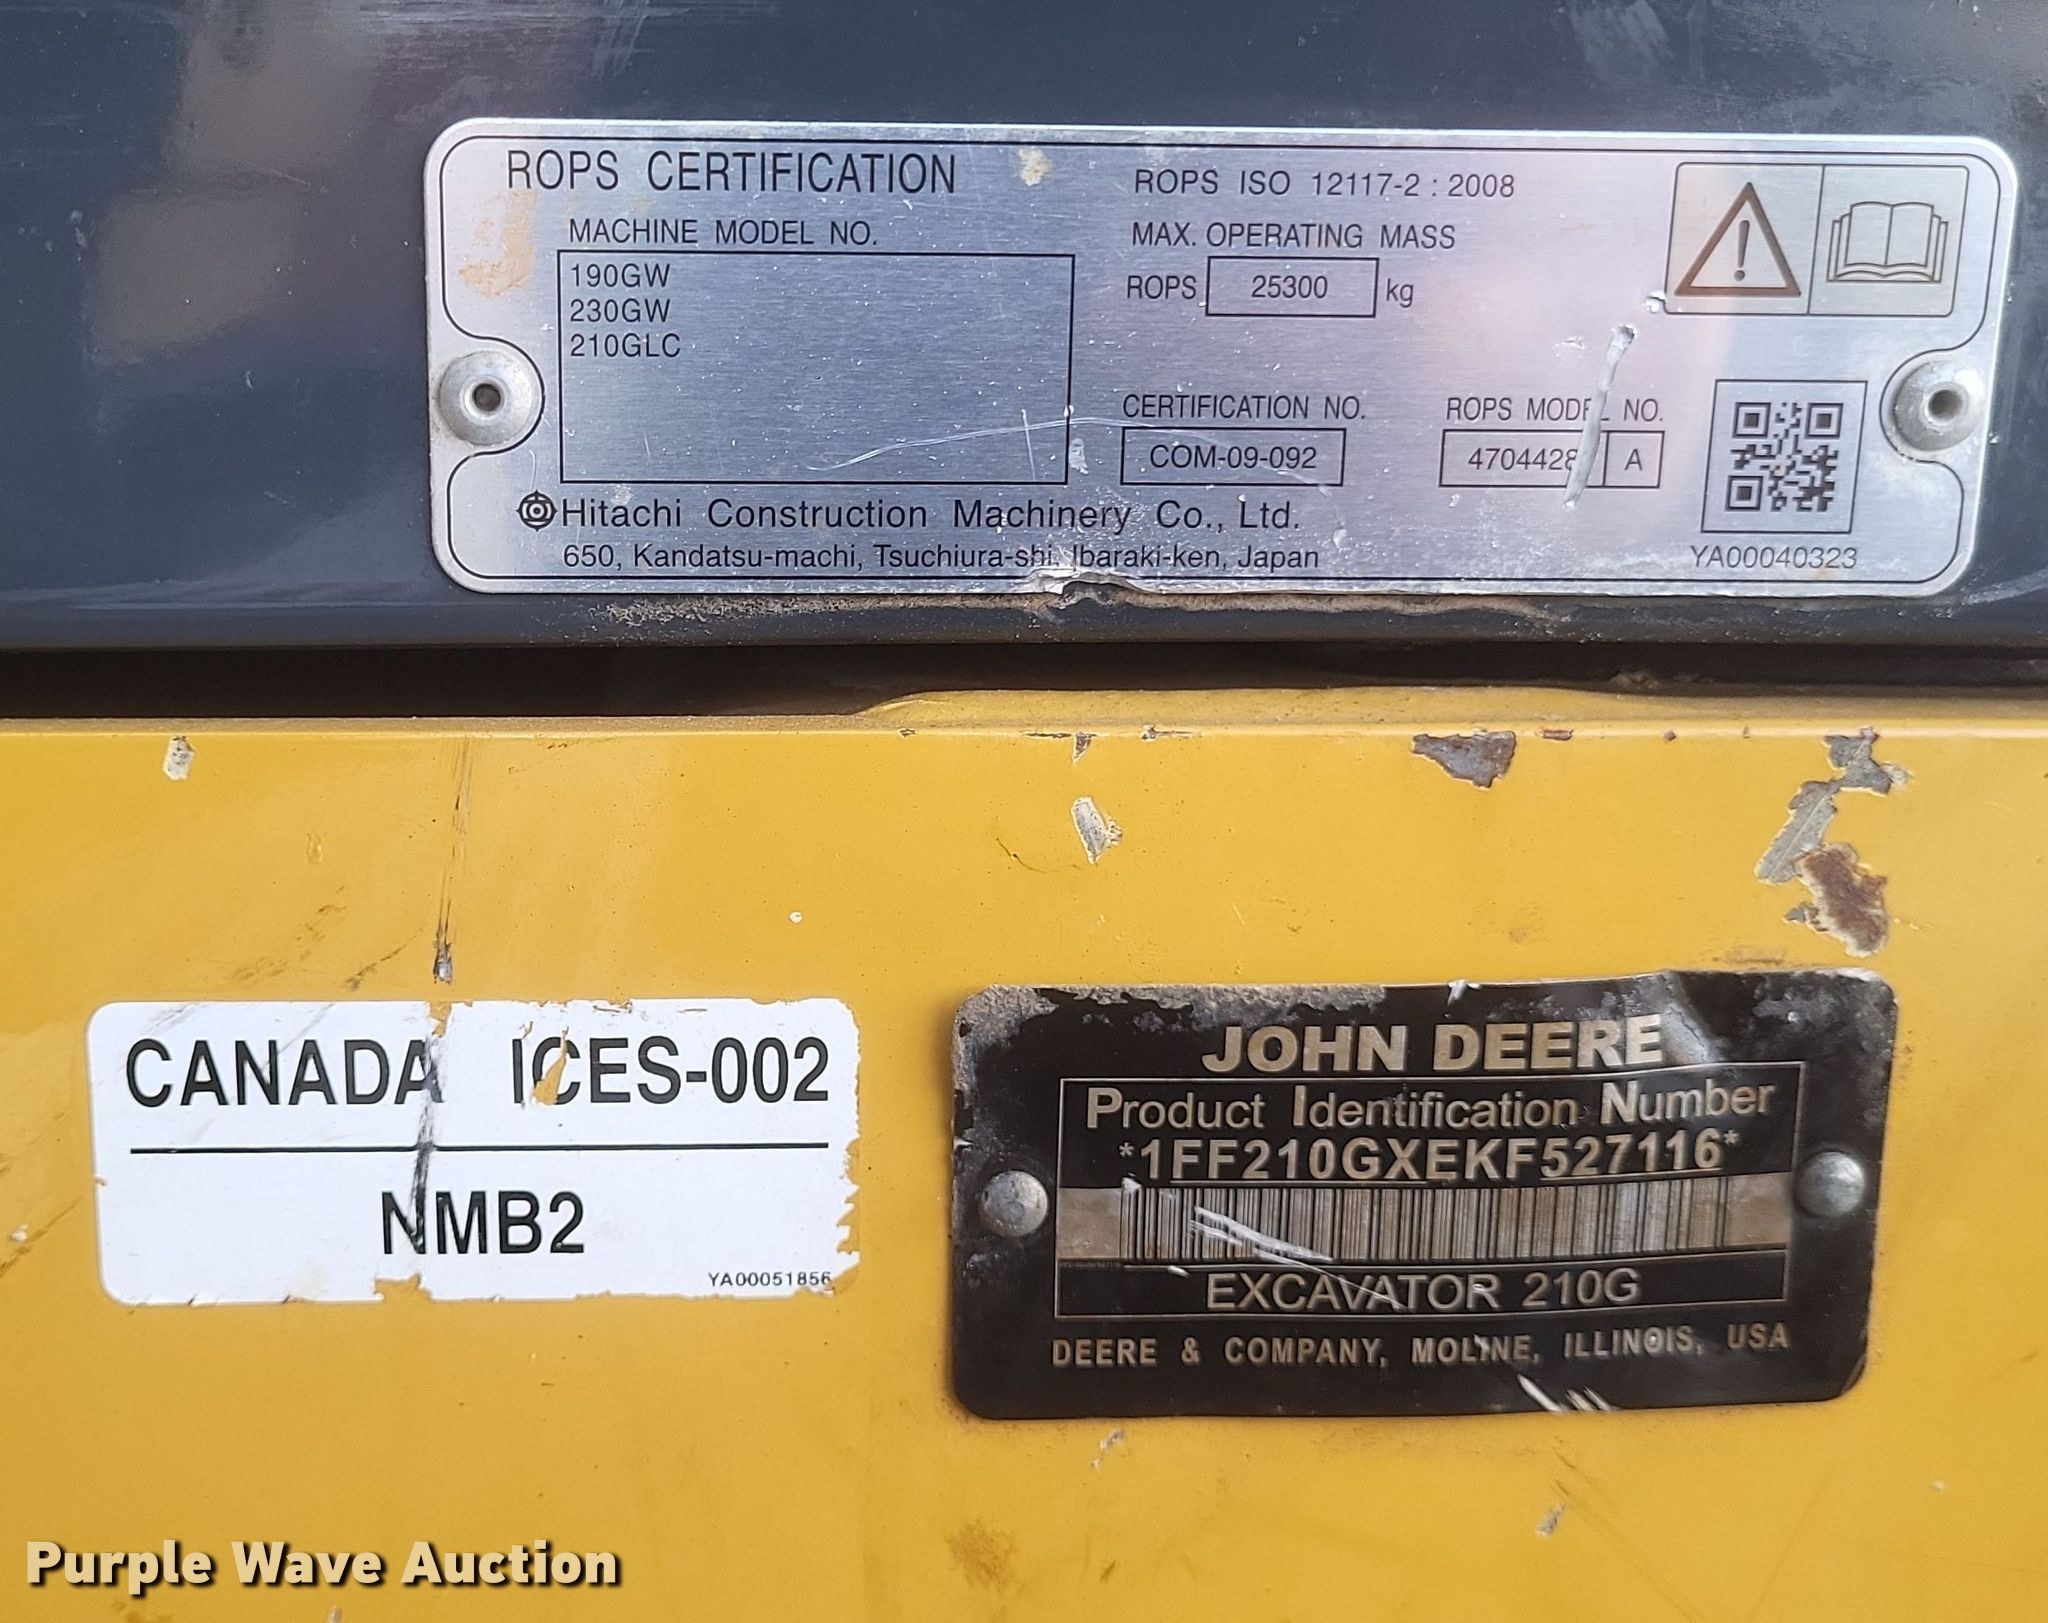 ROPS CERTIFICATION
ROPS ISO 12117-2 : 2008
MACHINE MODEL NO.
190GW
230GW
210GLC
MAX. OPERATING MASS
ROPS 25300 kg
CERTIFICATION NO.
COM-09-092
ROPS MODEL NO.
A
Hitachi Construction Machinery Co., Ltd.
650, Kandatsu-machi, Tsuchiura-shi, Ibaraki-ken, Japan
YA00040323
CANADA ICES-002
NMB2
YA00051856
JOHN DEERE
Product Identification Number
*1FF210GXEKF527116*
EXCAVATOR 210G
DEERE & COMPANY, MOLINE, ILLINOIS, USA
Purple Wave Auction